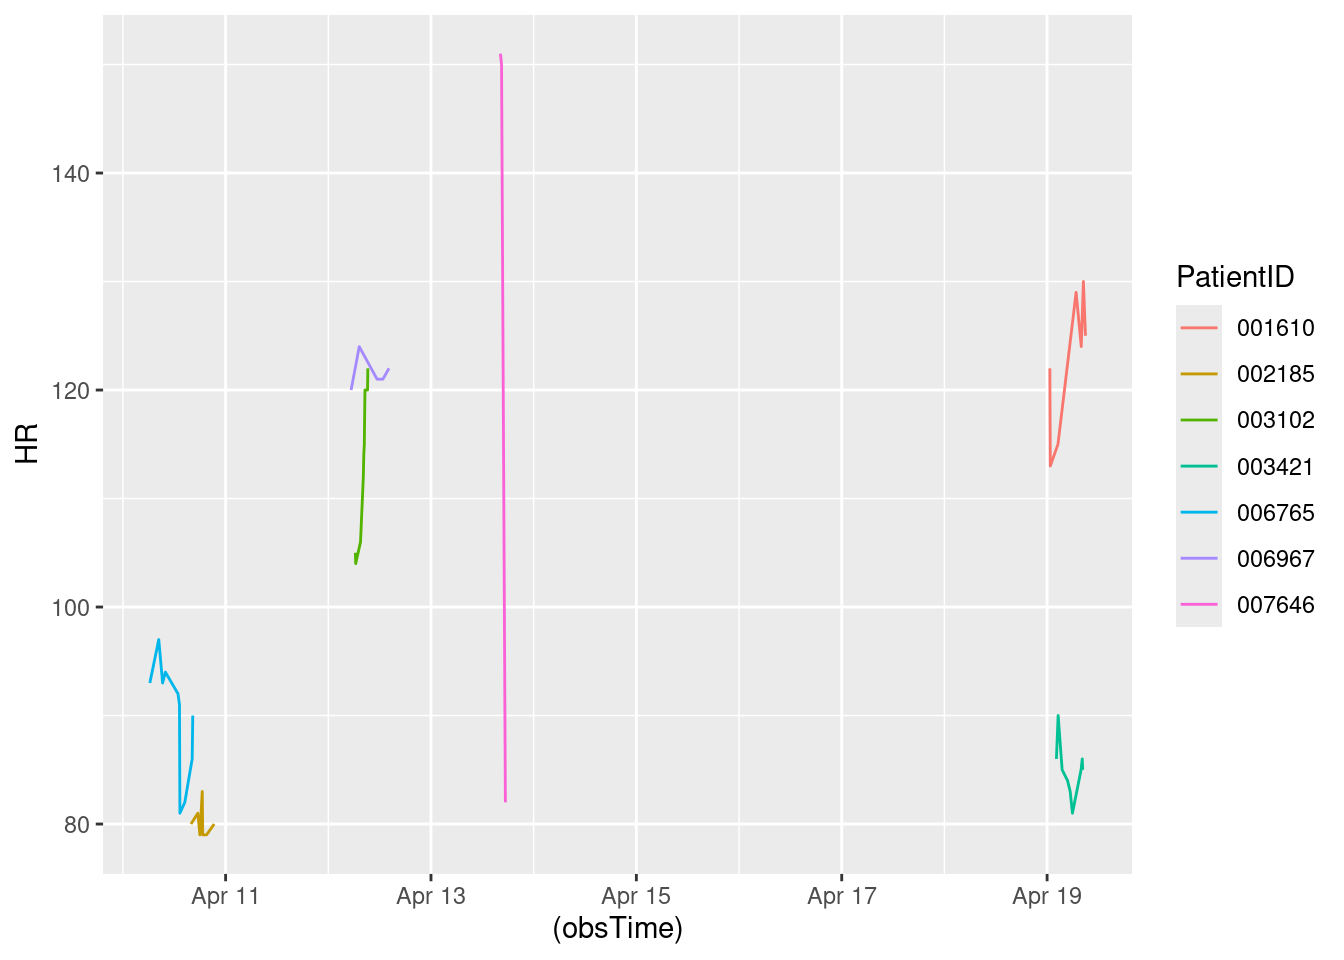 140
120
100
80
HR
Apr 11
Apr 13
Apr 15
Apr 17
Apr 19
(obsTime)
PatientID
001610
002185
003102
003421
006765
006967
007646